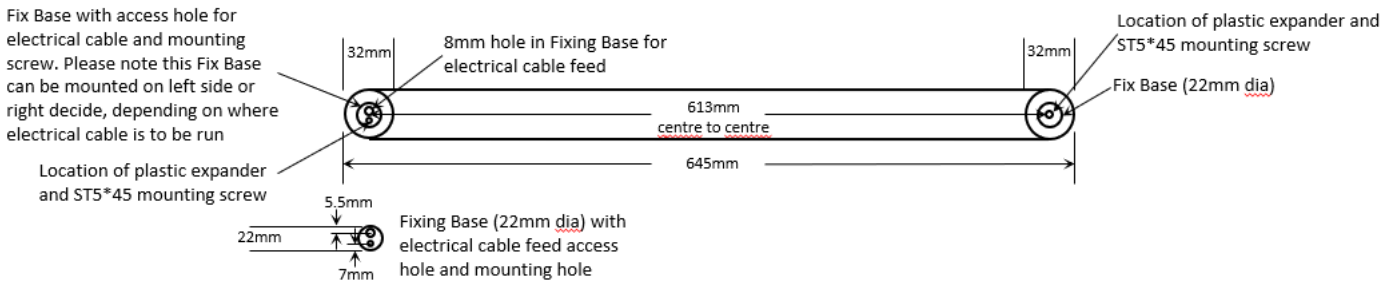 Fix Base with access hole for
electrical cable and mounting
screw. Please note this Fix Base
can be mounted on left side or
right decide, depending on where
electrical cable is to be run
Location of plastic expander
and ST5*45 mounting screw
32mm
8mm hole in Fixing Base for
electrical cable feed
613mm
centre to centre
645mm
32mm
Location of plastic expander and
ST5*45 mounting screw
Fix Base (22mm dia)
5.5mm
22mm
7mm
Fixing Base (22mm dia) with
electrical cable feed access
hole and mounting hole